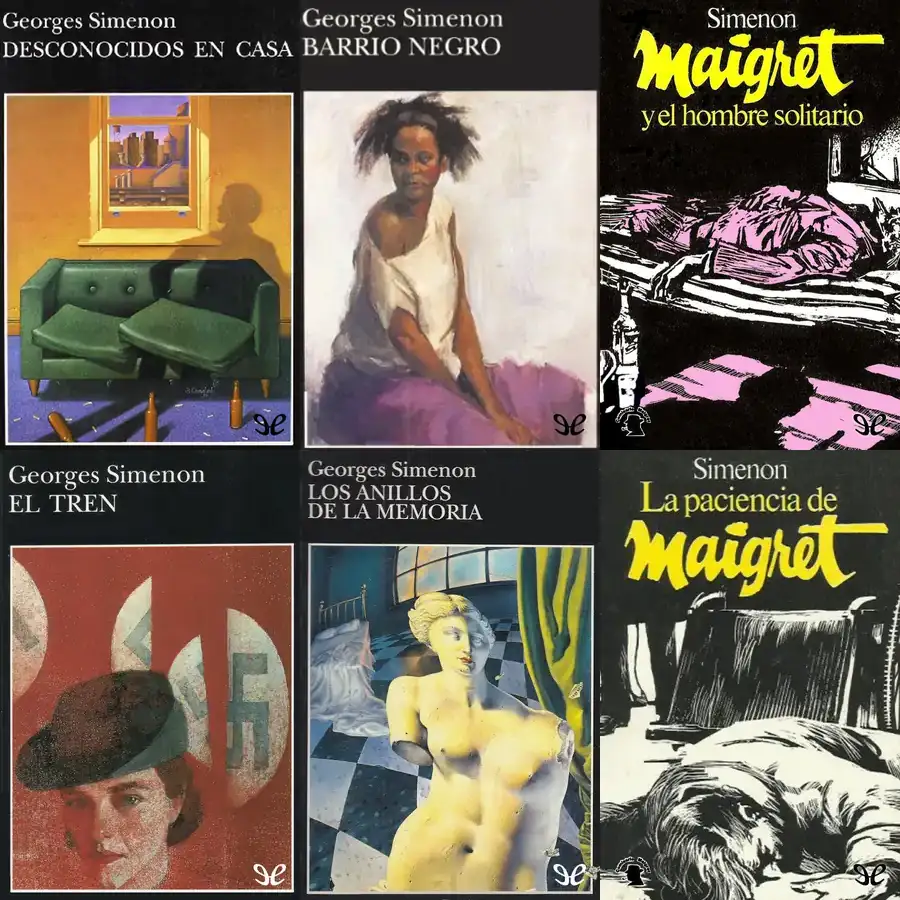 Georges Simenon
DESCONOCIDOS EN CASA
Georges Simenon
BARRIO NEGRO
Simenon
Maigret
y el hombre solitario
Georges Simenon
EL TREN
Georges Simenon
LOS ANILLOS
DE LA MEMORIA
Simenon
La paciencia de
Maigret